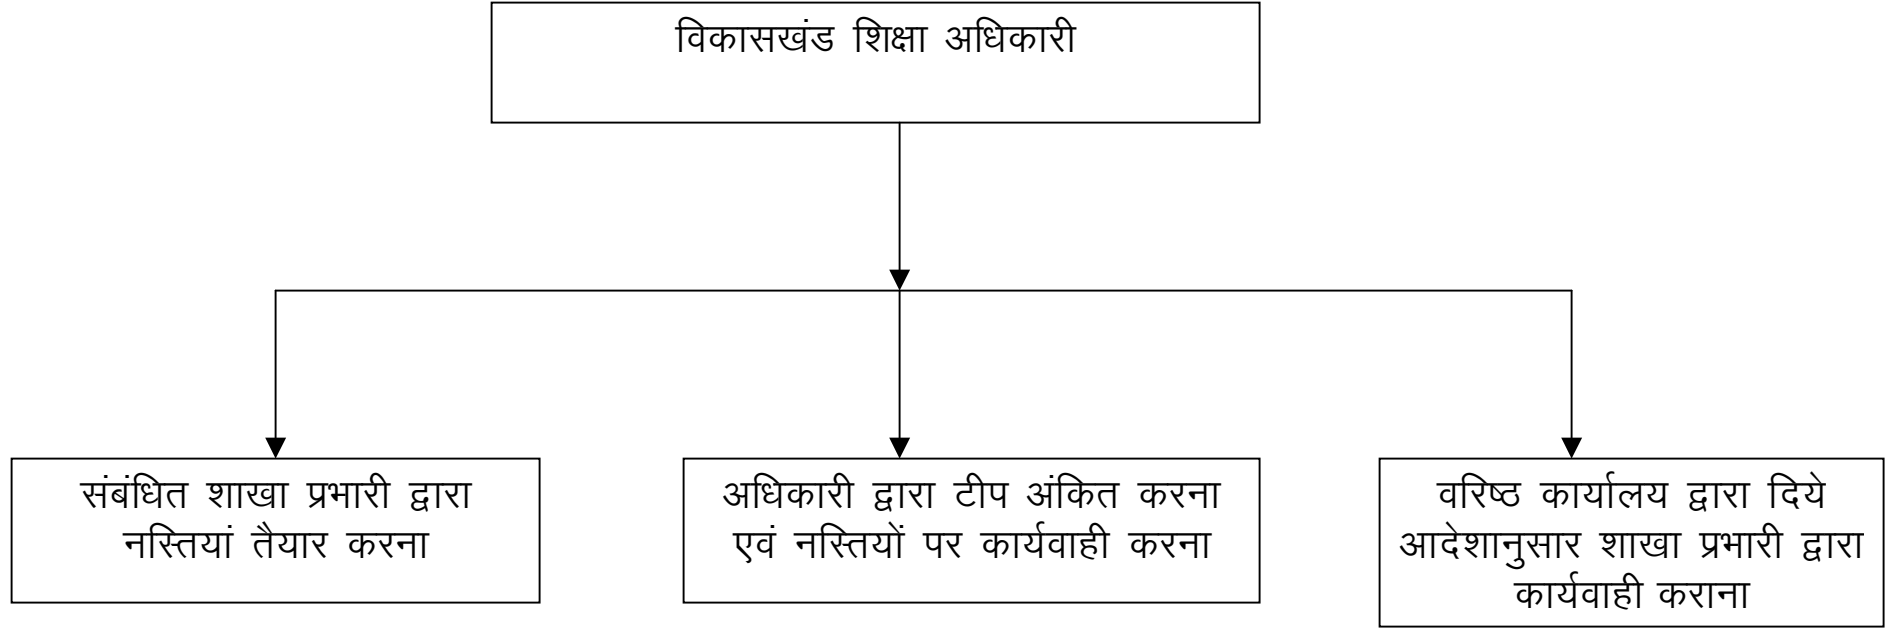 विकासखंड शिक्षा अधिकारी
संबंधित शाखा प्रभारी द्वारा
नस्तियां तैयार करना
अधिकारी द्वारा टीप अंकित करना
एवं नस्तियों पर कार्यवाही करना
वरिष्ठ कार्यालय द्वारा दिये
आदेशानुसार शाखा प्रभारी द्वारा
कार्यवाही कराना